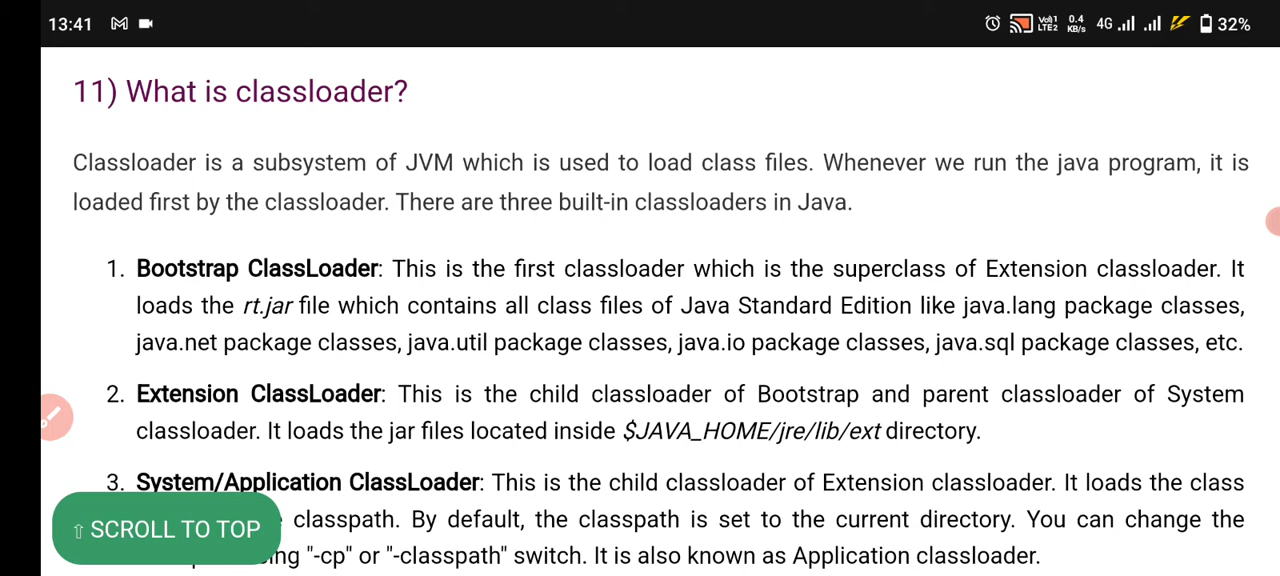 13:41 Vo) 1 LTE2 0.4 KB/s 4G 32%
11) What is classloader?
Classloader is a subsystem of JVM which is used to load class files. Whenever we run the java program, it is
loaded first by the classloader. There are three built-in classloaders in Java.
1. Bootstrap ClassLoader: This is the first classloader which is the superclass of Extension classloader. It
loads the rt.jar file which contains all class files of Java Standard Edition like java.lang package classes,
java.net package classes, java.util package classes, java.io package classes, java.sql package classes, etc.
2. Extension ClassLoader: This is the child classloader of Bootstrap and parent classloader of System
classloader. It loads the jar files located inside $JAVA_HOME/jre/lib/ext directory.
3. System/Application ClassLoader: This is the child classloader of Extension classloader. It loads the class
classpath. By default, the classpath is set to the current directory. You can change the
⇧ SCROLL TO TOP
"-cp" or "-classpath" switch. It is also known as Application classloader.